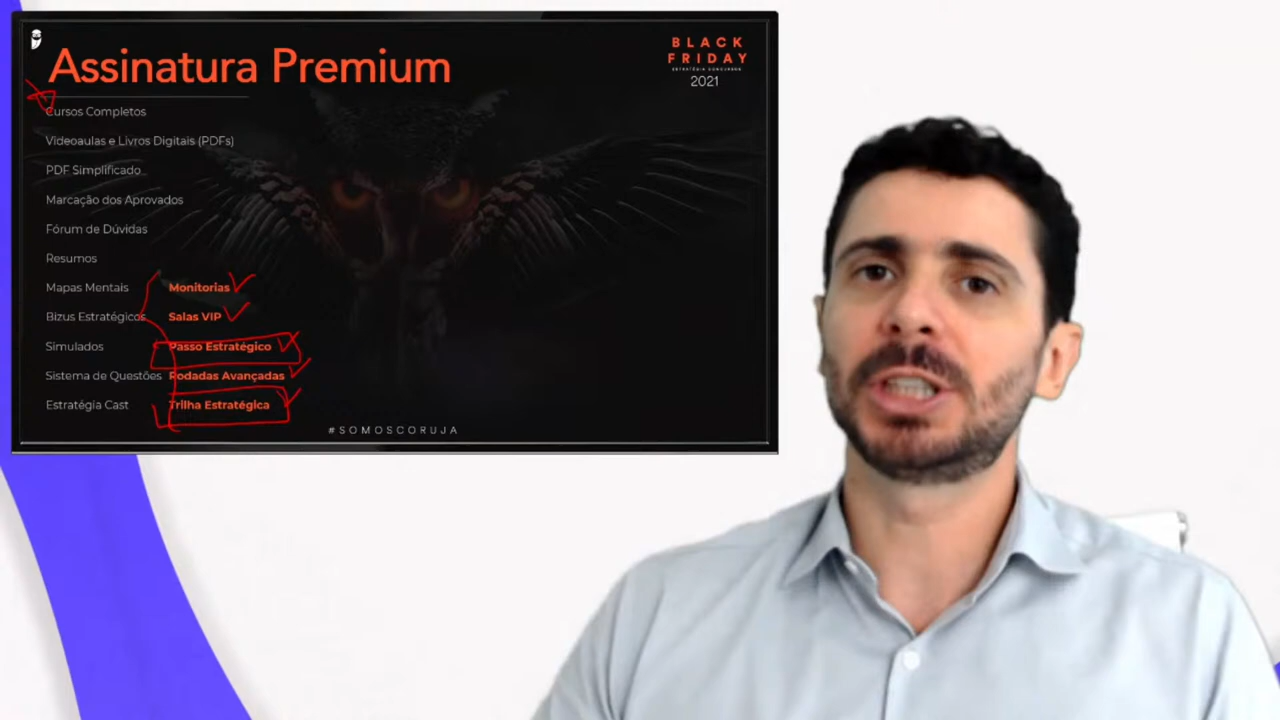 Assinatura Premium
BLACK
FRIDAY
ESTRATÉGIA CONCURSOS
2021
Cursos Completos
Videoaulas e Livros Digitais (PDFs)
PDF Simplificado
Marcação dos Aprovados
Fórum de Dúvidas
Resumos
Mapas Mentais
Monitorias
Bizus Estratégicos
Salas VIP
Simulados
Passo Estratégico
Sistema de Questões
Rodadas Avançadas
Estratégia Cast
Trilha Estratégica
#SOMOSCORUJA